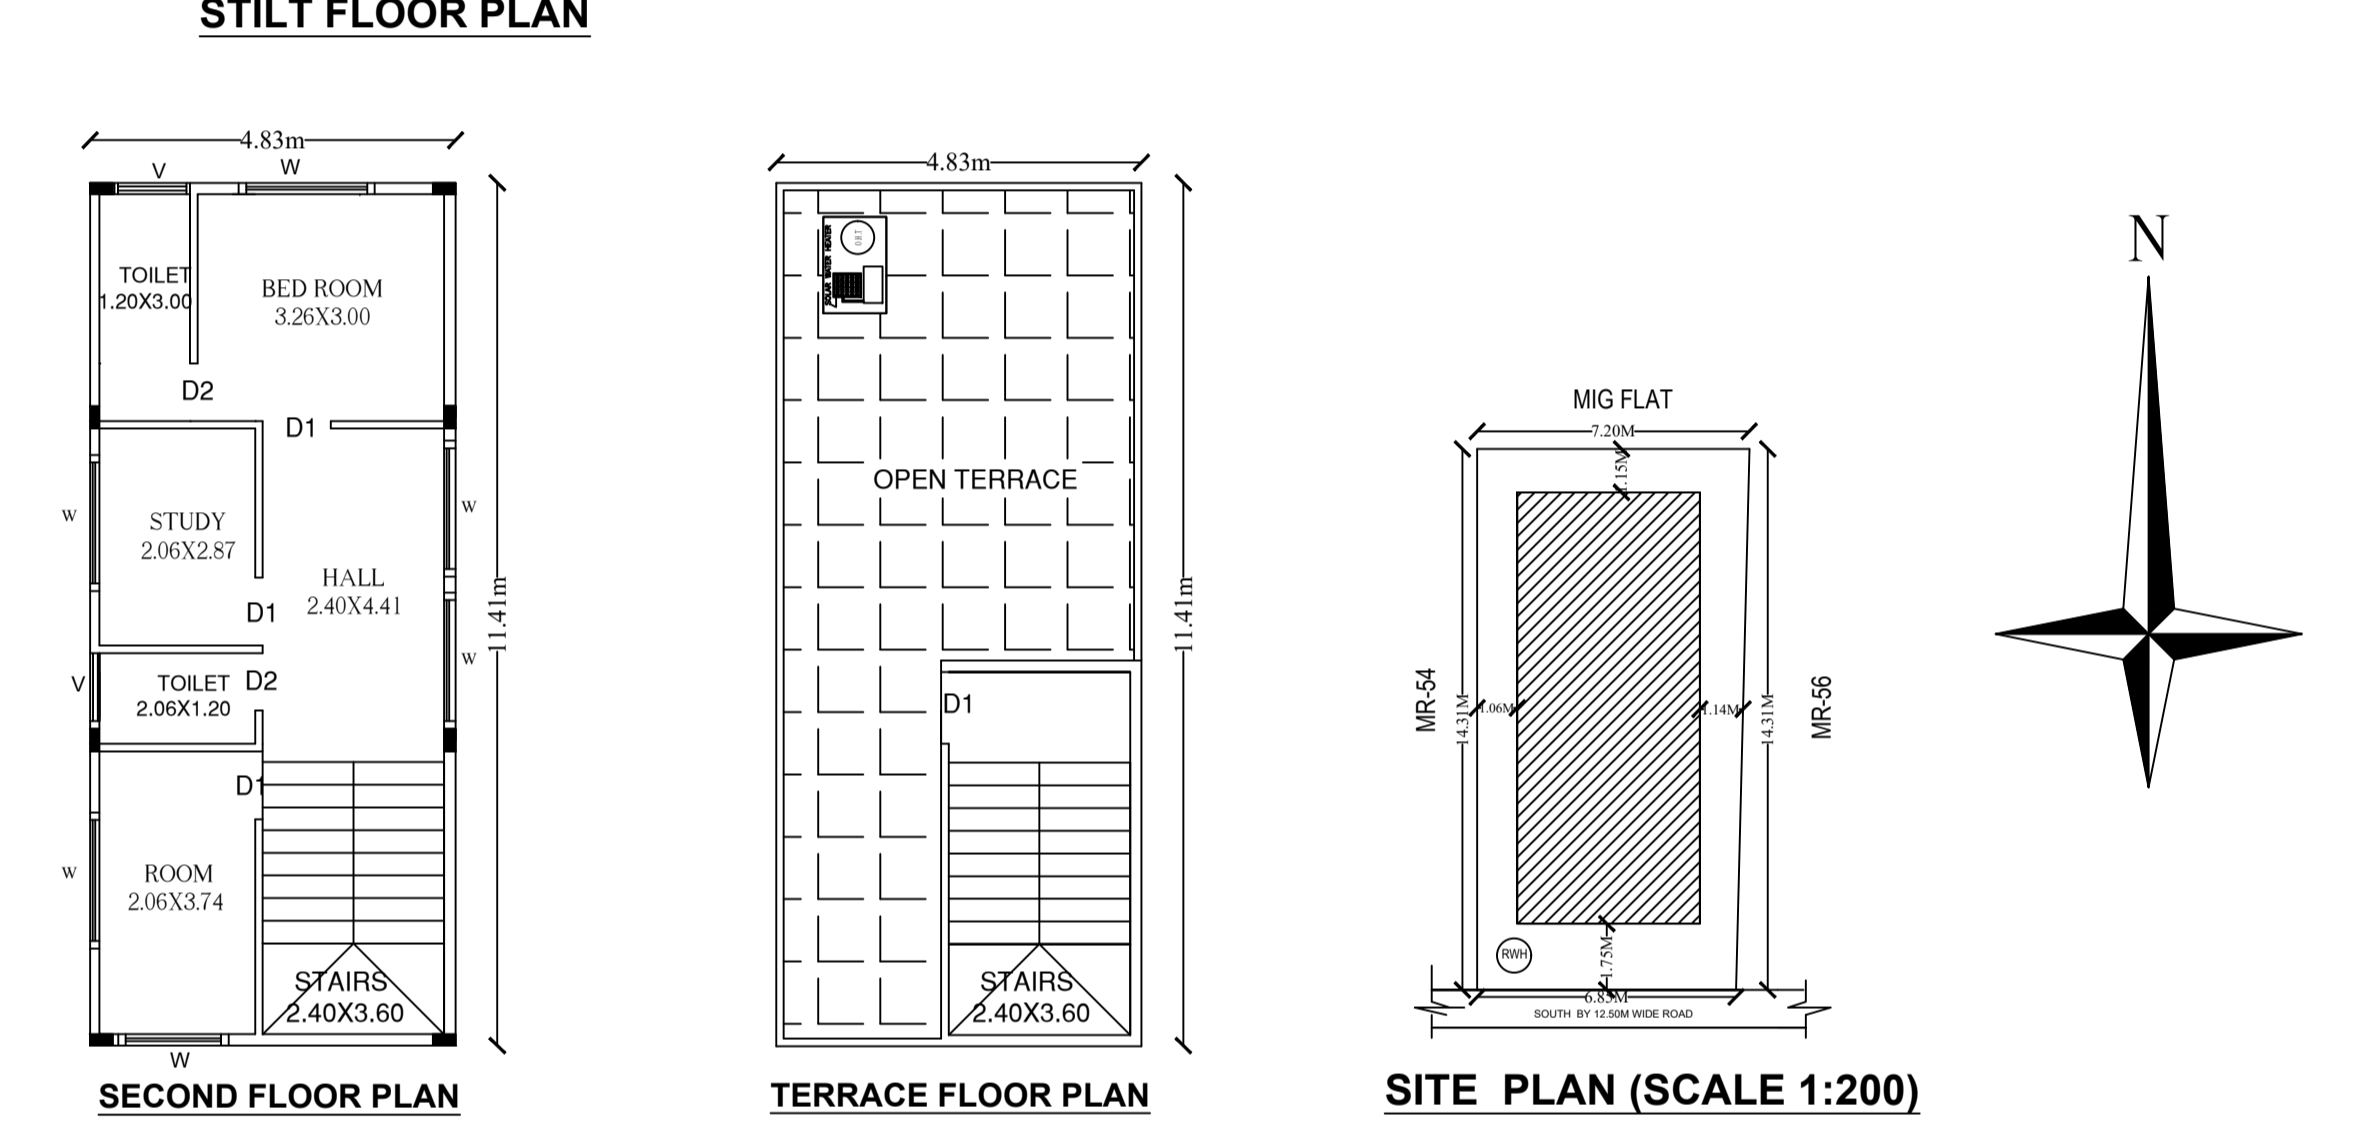 STILT FLOOR PLAN
4.83m
V
W
TOILET
1.20X3.00
BED ROOM
3.26X3.00
D2
D1
W
STUDY
2.06X2.87
W
HALL
2.40X4.41
D1
11.41m
W
V
TOILET
2.06X1.20
D2
D1
W
ROOM
2.06X3.74
STAIRS
2.40X3.60
W
SECOND FLOOR PLAN
4.83m
SOLAR WATER HEATER
O.H.T
OPEN TERRACE
11.41m
D1
STAIRS
2.40X3.60
TERRACE FLOOR PLAN
MIG FLAT
7.20M
1.15M
MR-54
14.31M
1.06M
1.14M
14.31M
MR-56
RWH
1.75M
6.83M
SOUTH BY 12.50M WIDE ROAD
SITE PLAN (SCALE 1:200)
N